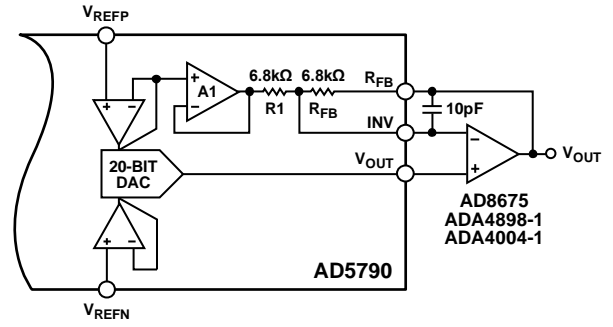 VREFP
6.8kΩ 6.8kΩ
A1
R1 RFB
RFB
10pF
INV
VOUT
20-BIT
DAC
VOUT
AD8675
ADA4898-1
ADA4004-1
AD5790
VREFN
+ −
+
−
−
+
+ −